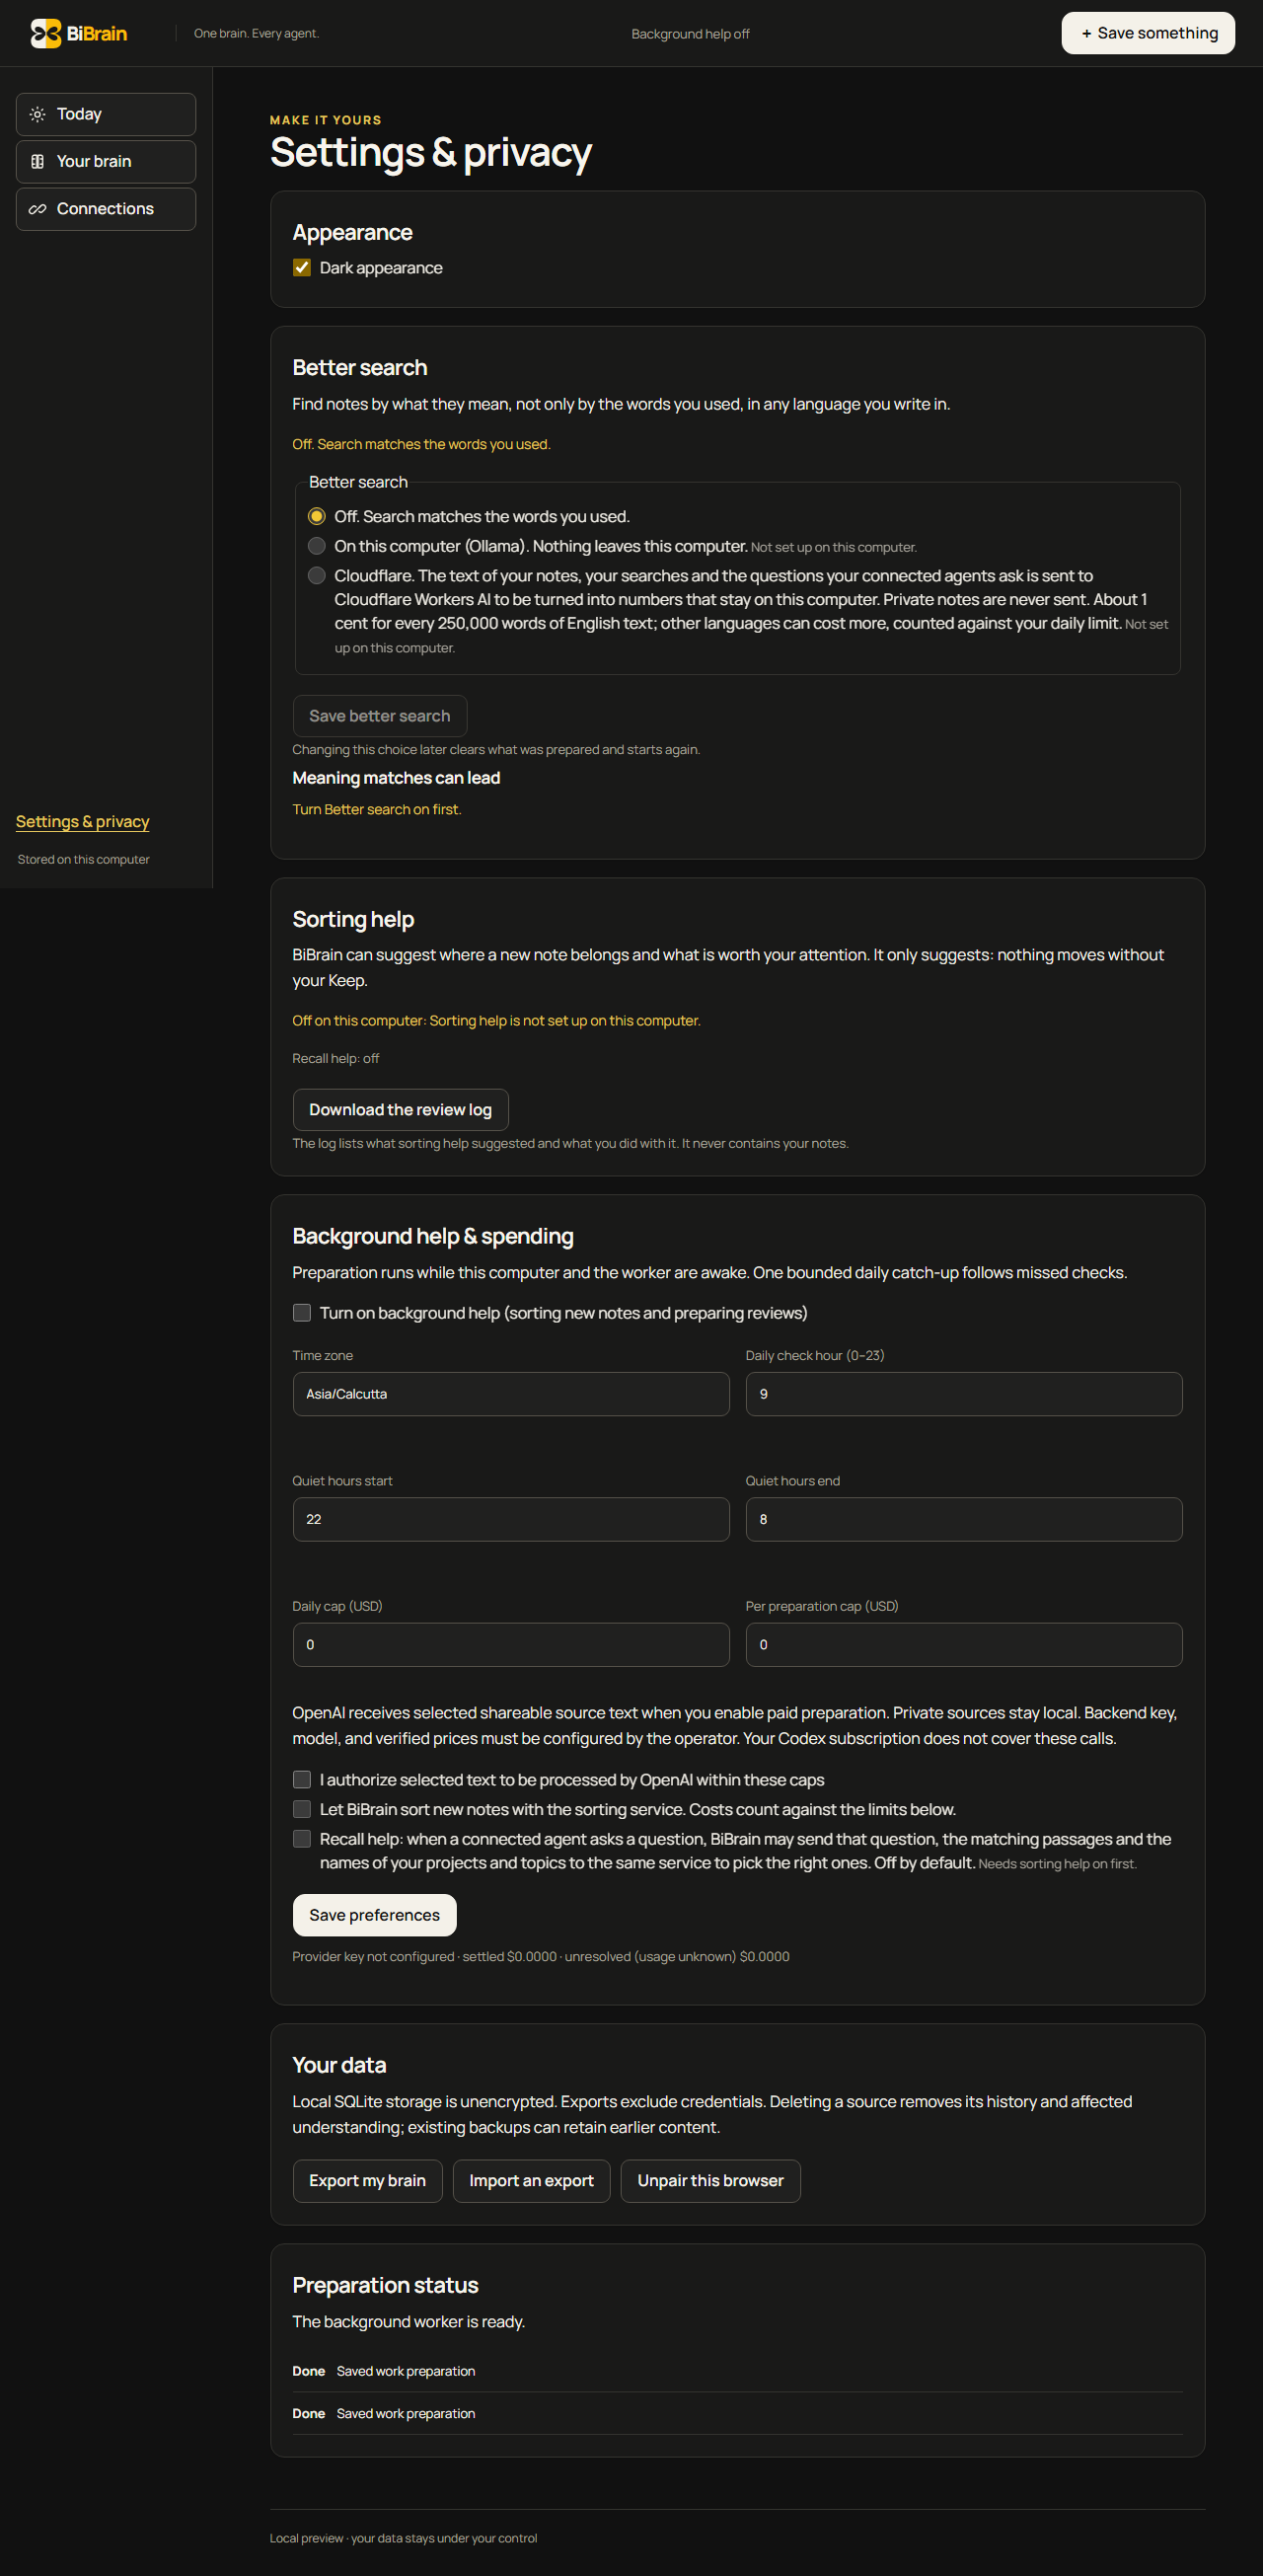 BiBrain
One brain. Every agent.
Background help off
+ Save something
Today
Your brain
Connections
Settings & privacy
Stored on this computer
MAKE IT YOURS
Settings & privacy
Appearance
Dark appearance
Better search
Find notes by what they mean, not only by the words you used, in any language you write in.
Off. Search matches the words you used.
Better search
Off. Search matches the words you used.
On this computer (Ollama). Nothing leaves this computer. Not set up on this computer.
Cloudflare. The text of your notes, your searches and the questions your connected agents ask is sent to
Cloudflare Workers AI to be turned into numbers that stay on this computer. Private notes are never sent. About 1
cent for every 250,000 words of English text; other languages can cost more, counted against your daily limit. Not set
up on this computer.
Save better search
Changing this choice later clears what was prepared and starts again.
Meaning matches can lead
Turn Better search on first.
Sorting help
BiBrain can suggest where a new note belongs and what is worth your attention. It only suggests: nothing moves without
your Keep.
Off on this computer: Sorting help is not set up on this computer.
Recall help: off
Download the review log
The log lists what sorting help suggested and what you did with it. It never contains your notes.
Background help & spending
Preparation runs while this computer and the worker are awake. One bounded daily catch-up follows missed checks.
Turn on background help (sorting new notes and preparing reviews)
Time zone
Daily check hour (0–23)
Asia/Calcutta
9
Quiet hours start
Quiet hours end
22
8
Daily cap (USD)
Per preparation cap (USD)
0
0
OpenAI receives selected shareable source text when you enable paid preparation. Private sources stay local. Backend key,
model, and verified prices must be configured by the operator. Your Codex subscription does not cover these calls.
I authorize selected text to be processed by OpenAI within these caps
Let BiBrain sort new notes with the sorting service. Costs count against the limits below.
Recall help: when a connected agent asks a question, BiBrain may send that question, the matching passages and the
names of your projects and topics to the same service to pick the right ones. Off by default. Needs sorting help on first.
Save preferences
Provider key not configured · settled $0.0000 · unresolved (usage unknown) $0.0000
Your data
Local SQLite storage is unencrypted. Exports exclude credentials. Deleting a source removes its history and affected
understanding; existing backups can retain earlier content.
Export my brain
Import an export
Unpair this browser
Preparation status
The background worker is ready.
Done Saved work preparation
Done Saved work preparation
Local preview · your data stays under your control